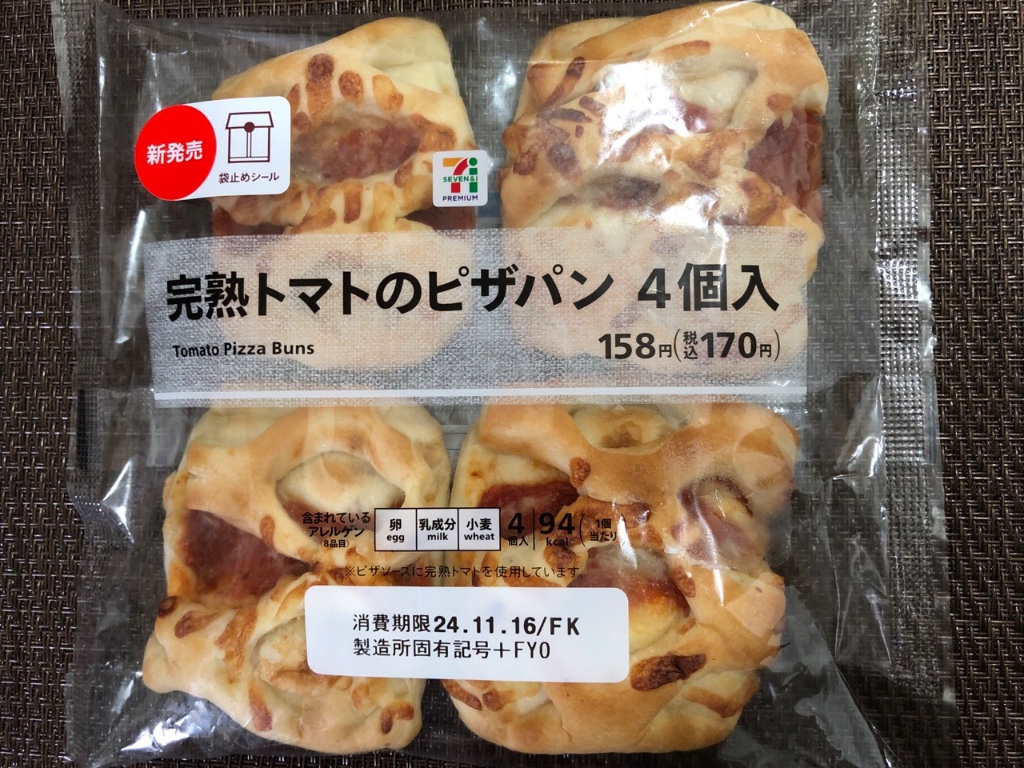 新発売
袋止めシール
SEVEN&i
PREMIUM
完熟トマトのピザパン 4個入
Tomato Pizza Buns
158円(税込170円)
含まれている
アレルゲン
(8品目)
卵
egg
乳成分
milk
小麦
wheat
4
個入
94
kcal
(1個
当たり)
※ピザソースに完熟トマトを使用しています。
消費期限24.11.16/FK
製造所固有記号+FYO